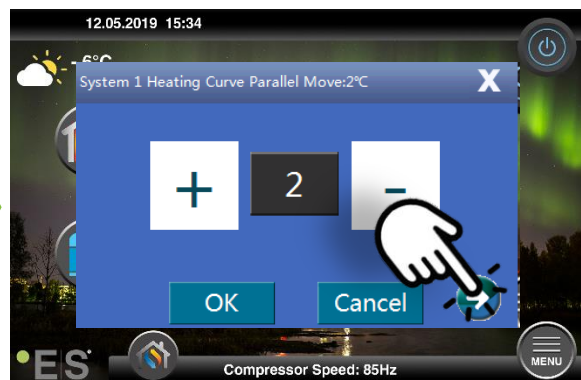 12.05.2019 15:34
-6°C
System 1 Heating Curve Parallel Move:2℃
X
+ 2 -
OK Cancel
ES
Compressor Speed: 85Hz
MENU